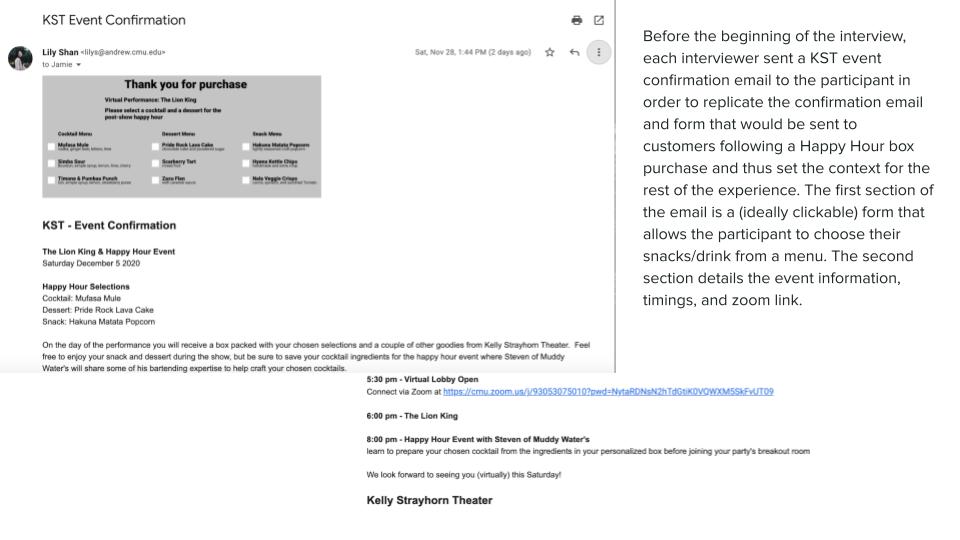 KST Event Confirmation
Lily Shan <lilys@andrew.cmu.edu>
Sat, Nov 28, 1:44 PM (2 days ago)
to Jamie
Thank you for purchase
Virtual Performance: The Lion King
Please select a cocktail and a dessert for the
post-show happy hour
Cocktail Menu Dessert Menu Snack Menu
Mufasa Mule Pride Rock Lava Cake Hakuna Matata Popcorn
Simba Sour Scarberry Tart Hyena Kettle Chips
Timone & Pumbas Punch Zazu Flan Nala Veggie Crisps
KST - Event Confirmation
The Lion King & Happy Hour Event
Saturday December 5 2020
Happy Hour Selections
Cocktail: Mufasa Mule
Dessert: Pride Rock Lava Cake
Snack: Hakuna Matata Popcorn
On the day of the performance you will receive a box packed with your chosen selections and a couple of other goodies from Kelly Strayhorn Theater. Feel
free to enjoy your snack and dessert during the show, but be sure to save your cocktail ingredients for the happy hour event where Steven of Muddy
Water's will share some of his bartending expertise to help craft your chosen cocktails.
5:30 pm - Virtual Lobby Open
Connect via Zoom at https://cmu.zoom.us/j/93053075010?pwd=NytaRDNsN2hTdGtiK0VQWXM5SkFvUT09
6:00 pm - The Lion King
8:00 pm - Happy Hour Event with Steven of Muddy Water's
learn to prepare your chosen cocktail from the ingredients in your personalized box before joining your party's breakout room
We look forward to seeing you (virtually) this Saturday!
Kelly Strayhorn Theater
Before the beginning of the interview,
each interviewer sent a KST event
confirmation email to the participant in
order to replicate the confirmation email
and form that would be sent to
customers following a Happy Hour box
purchase and thus set the context for the
rest of the experience. The first section of
the email is a (ideally clickable) form that
allows the participant to choose their
snacks/drink from a menu. The second
section details the event information,
timings, and zoom link.